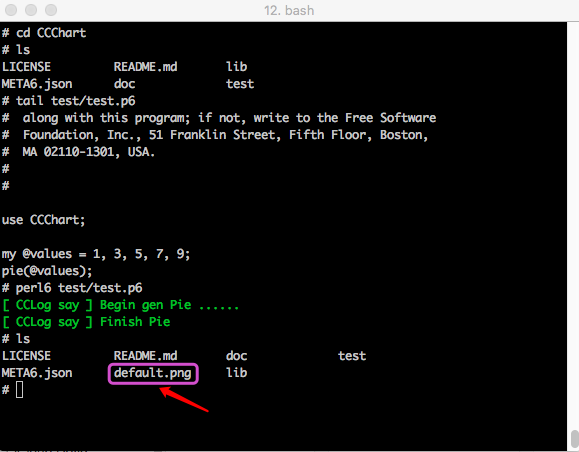 12. bash
# cd CCChart
# ls
LICENSE README.md lib
META6.json doc test
# tail test/test.p6
# along with this program; if not, write to the Free Software
# Foundation, Inc., 51 Franklin Street, Fifth Floor, Boston,
# MA 02110-1301, USA.
#
#
use CCChart;
my @values = 1, 3, 5, 7, 9;
pie(@values);
# perl6 test/test.p6
[ CCLog say ] Begin gen Pie ......
[ CCLog say ] Finish Pie
# ls
LICENSE README.md doc test
META6.json default.png lib
#